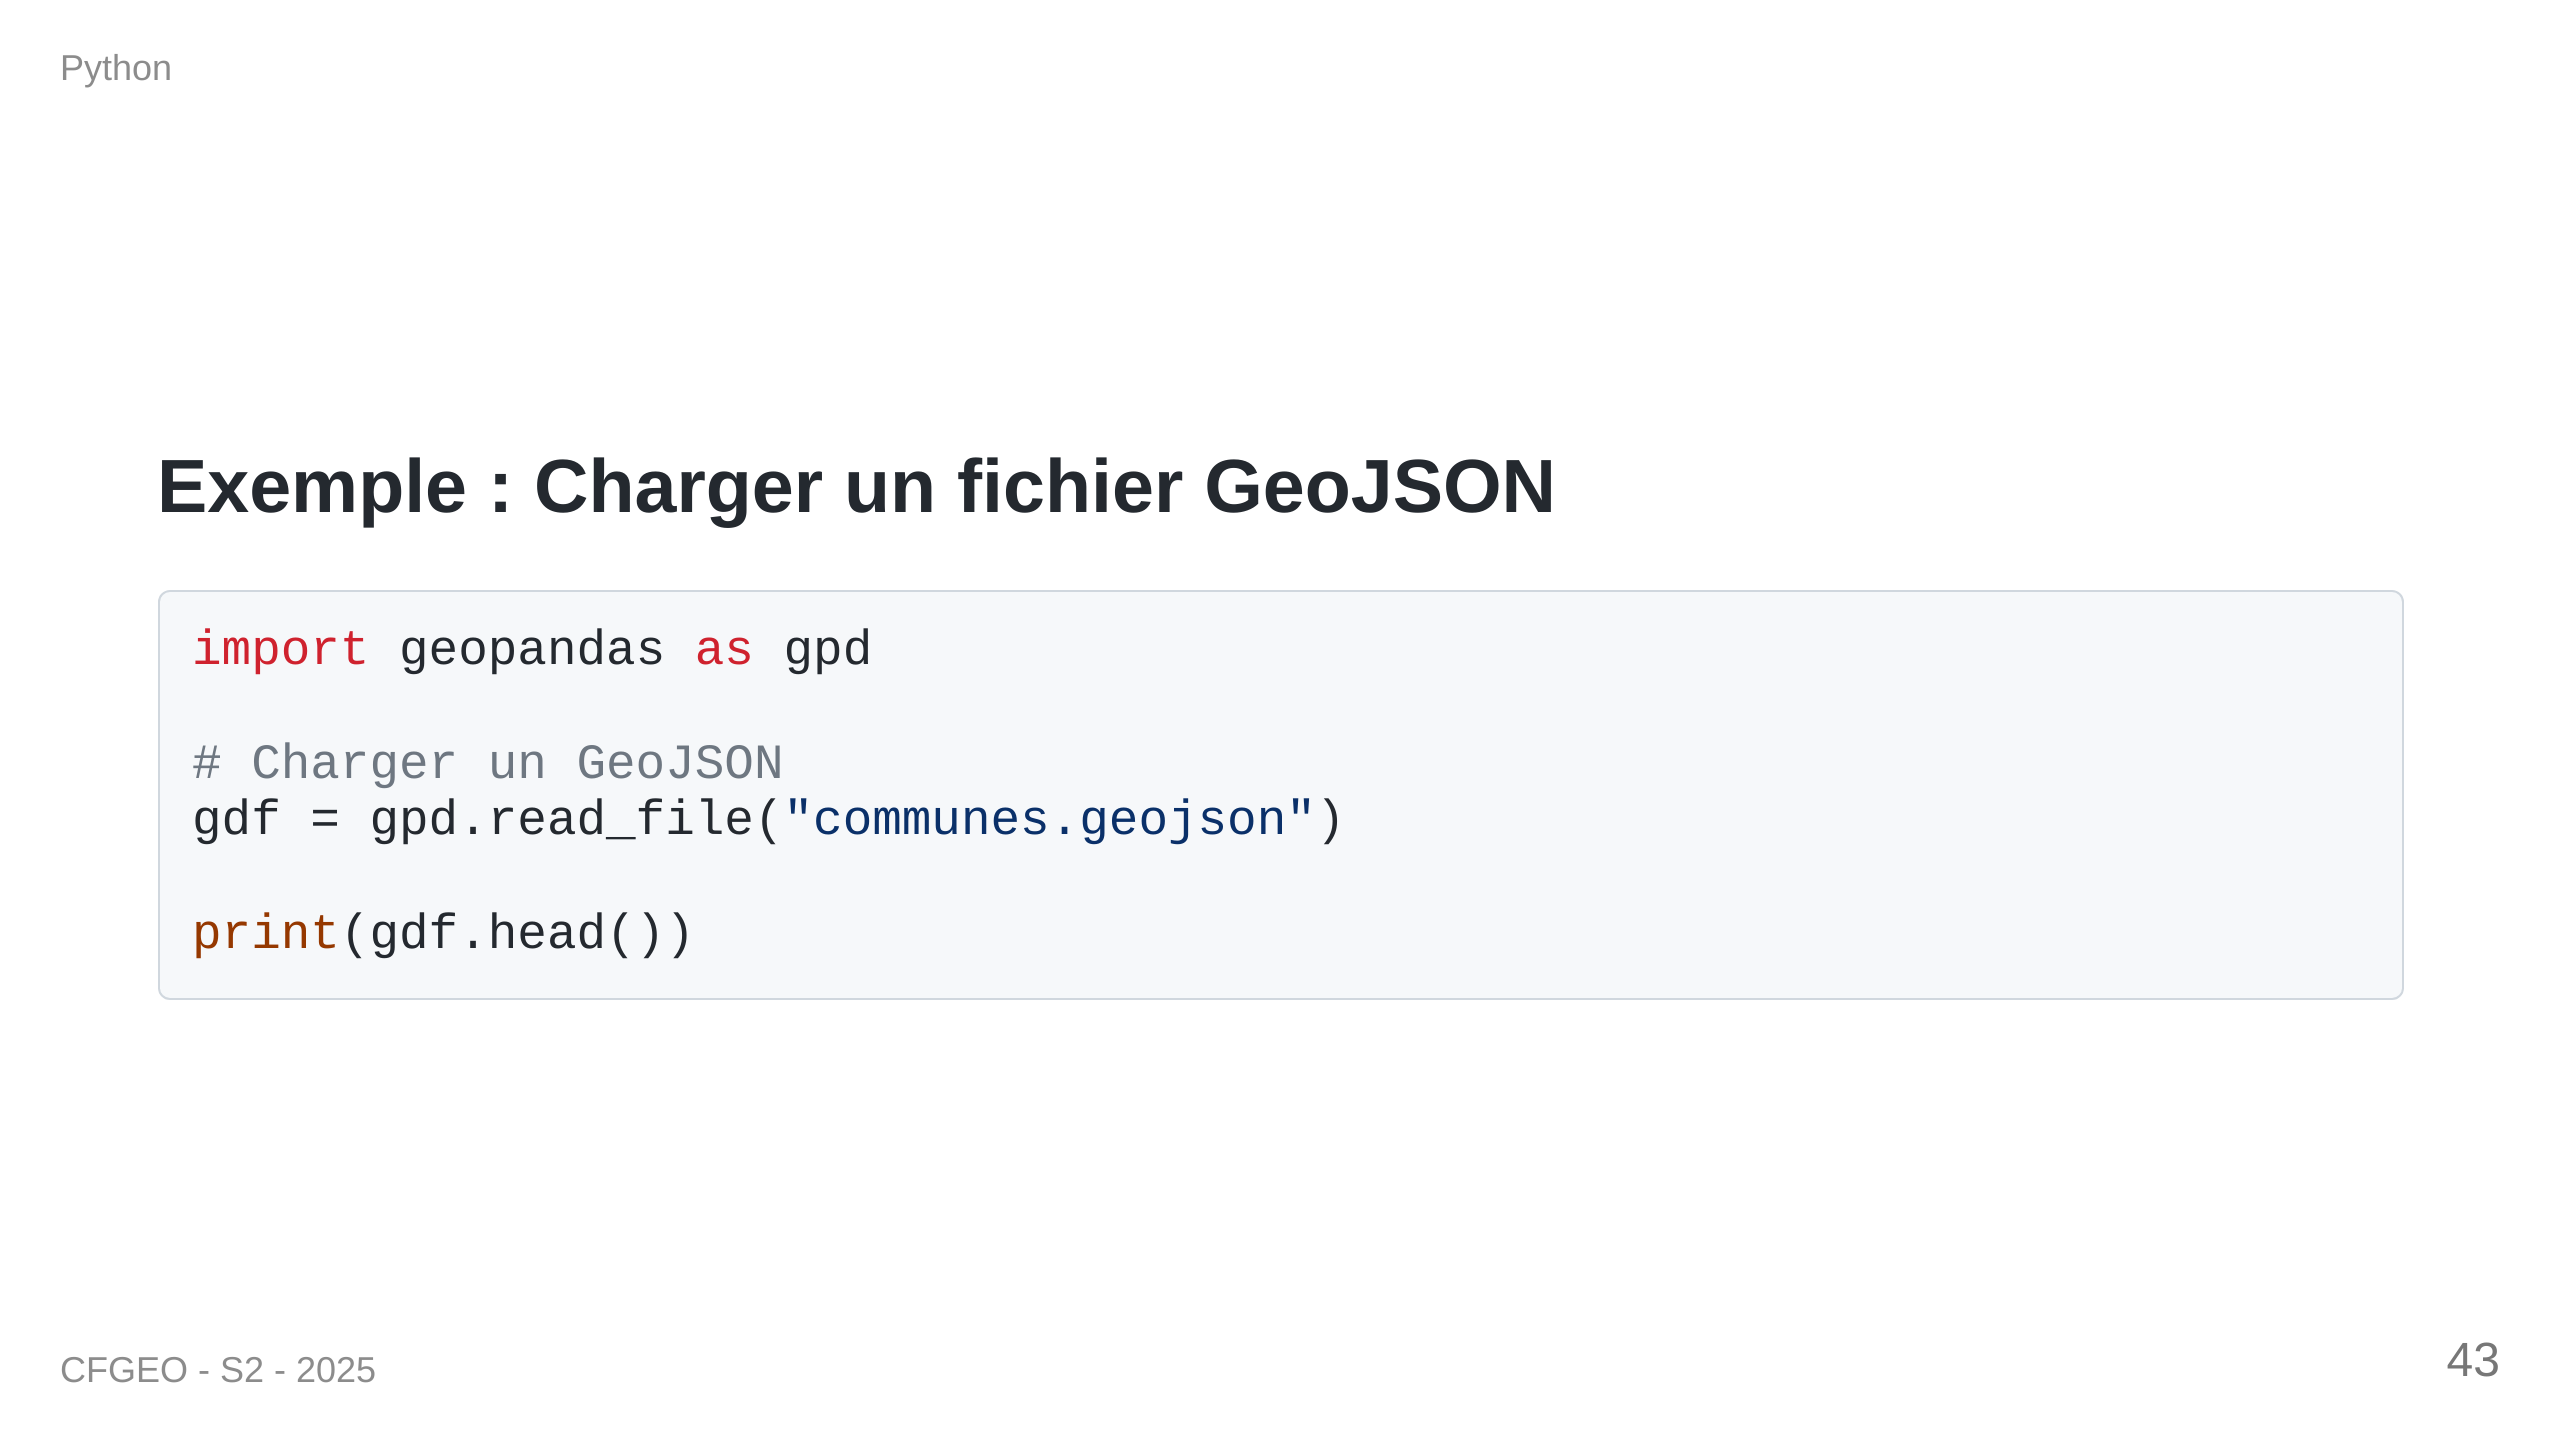 Python
Exemple : Charger un fichier GeoJSON
import geopandas as gpd
# Charger un GeoJSON
gdf = gpd.read_file("communes.geojson")
print(gdf.head())
CFGEO - S2 - 2025
43